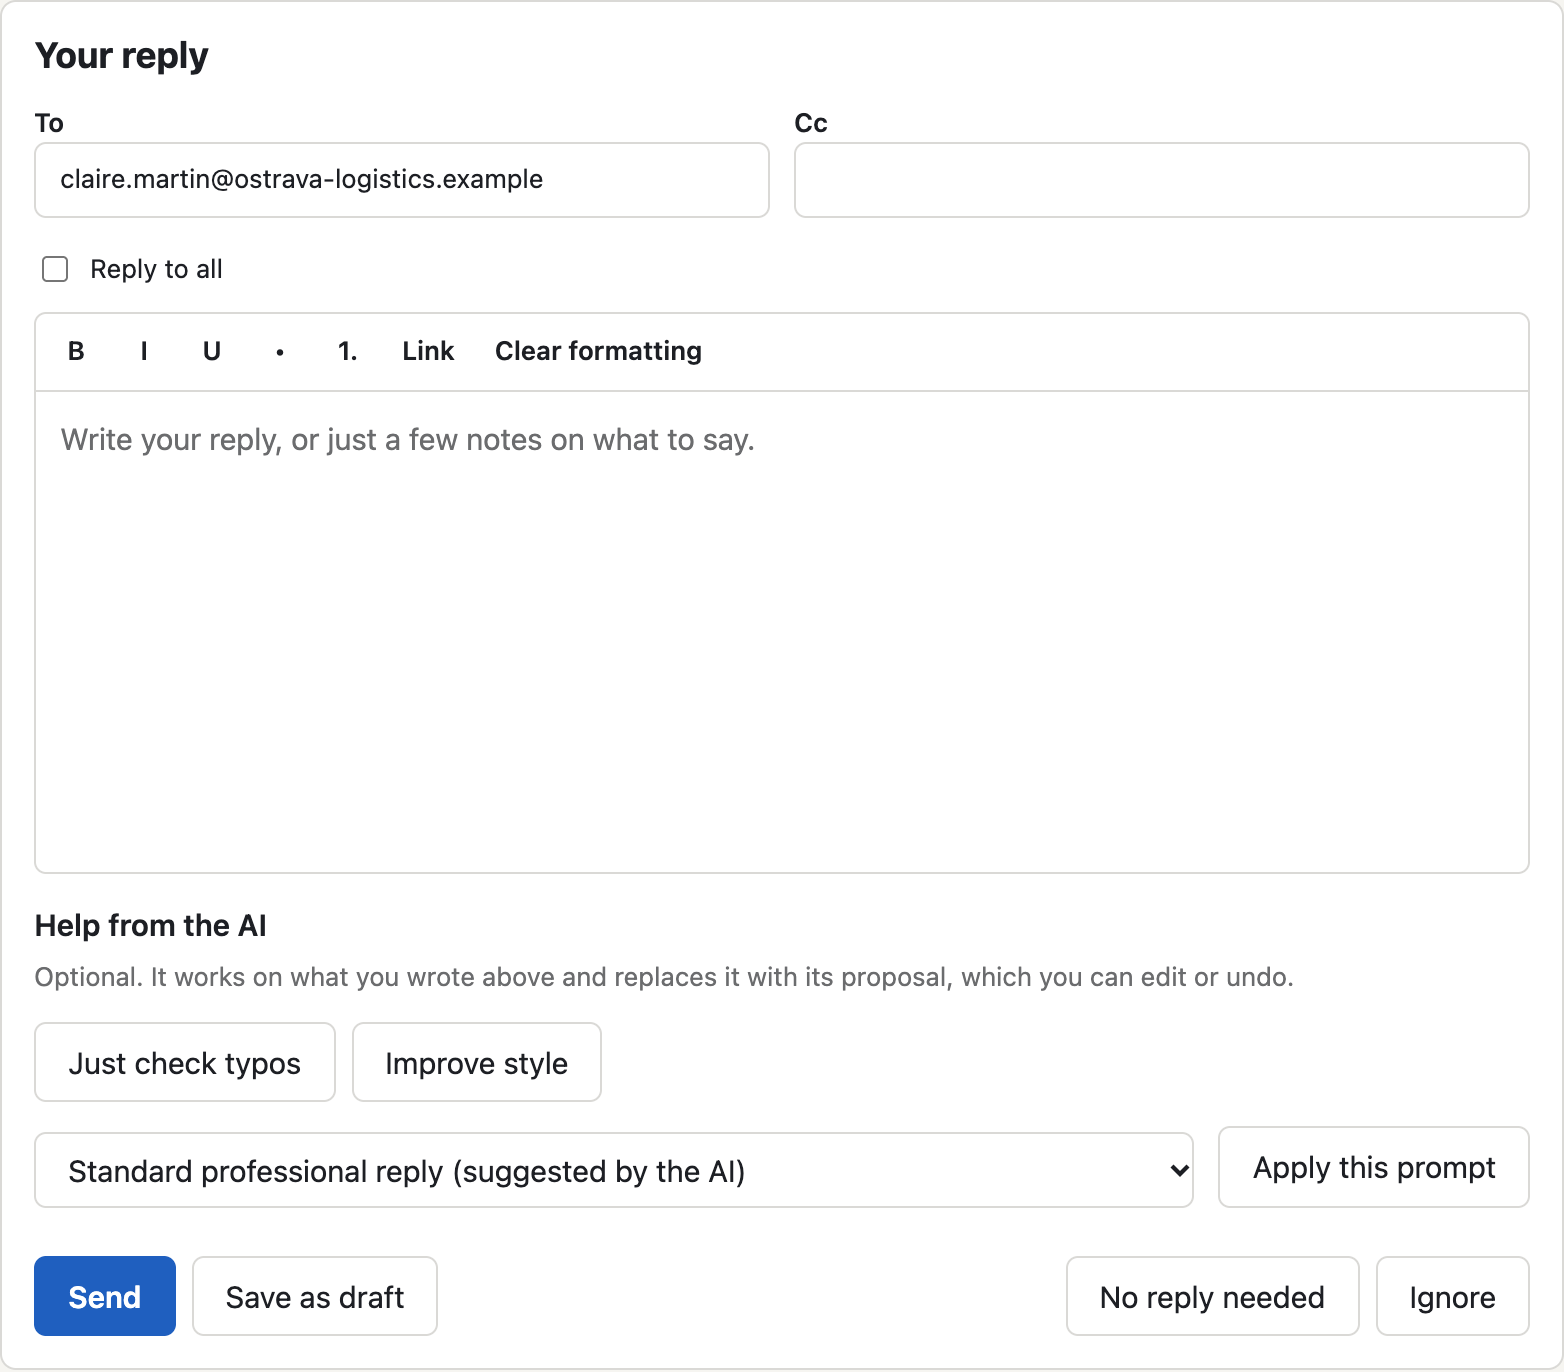 Your reply
To
Cc
claire.martin@ostrava-logistics.example
Reply to all
B I U • 1. Link Clear formatting
Write your reply, or just a few notes on what to say.
Help from the AI
Optional. It works on what you wrote above and replaces it with its proposal, which you can edit or undo.
Just check typos Improve style
Standard professional reply (suggested by the AI) Apply this prompt
Send Save as draft No reply needed Ignore